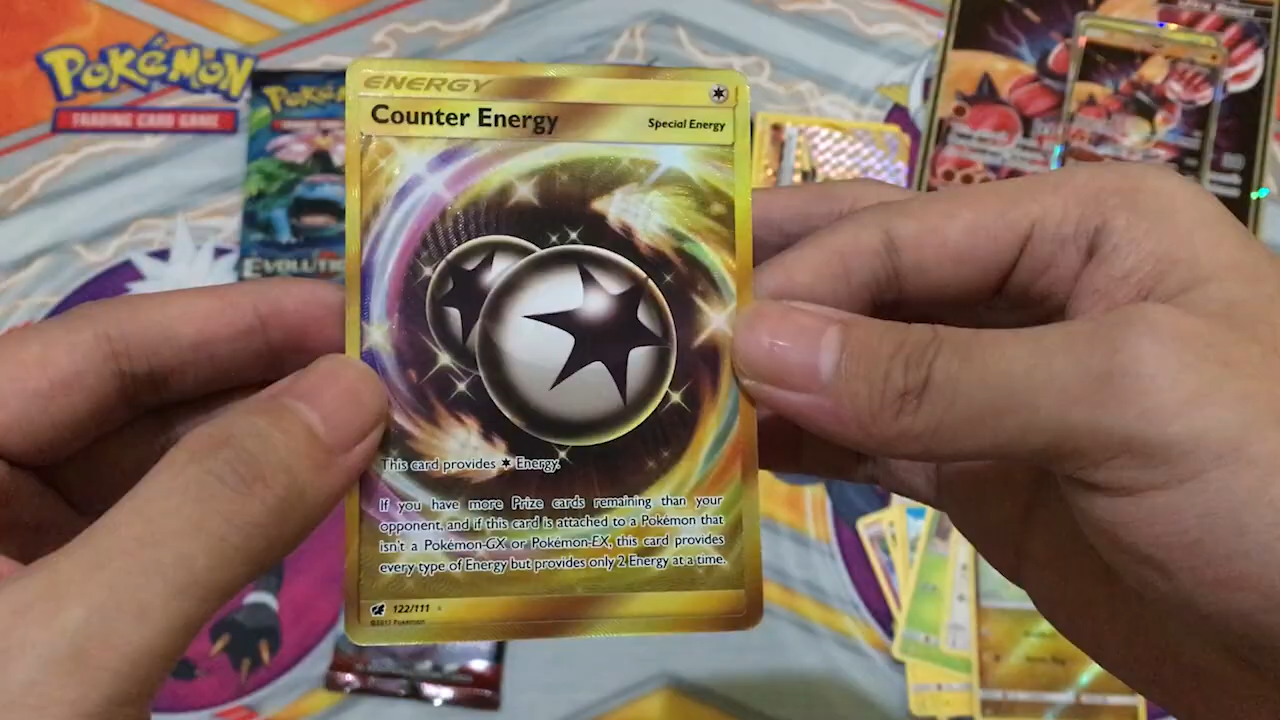 POKéMON
TRADING CARD GAME
POKéM
EVOLUTI
ENERGY
Counter Energy
Special Energy
This card provides Energy.
If you have more Prize cards remaining than your
opponent, and if this card is attached to a Pokémon that
isn't a Pokémon-GX or Pokémon-EX, this card provides
every type of Energy but provides only 2 Energy at a time.
122/111
©2017 Pokémon